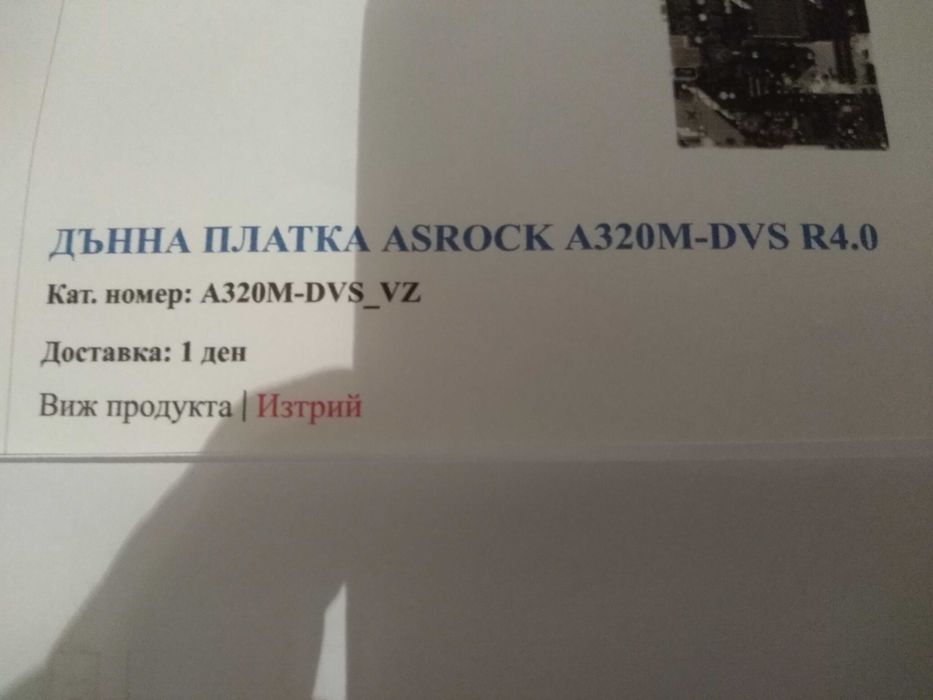 ДЪННА ПЛАТКА ASROCK A320M-DVS R4.0
Кат. номер: A320M-DVS_VZ
Доставка: 1 ден
Виж продукта | Изтрий